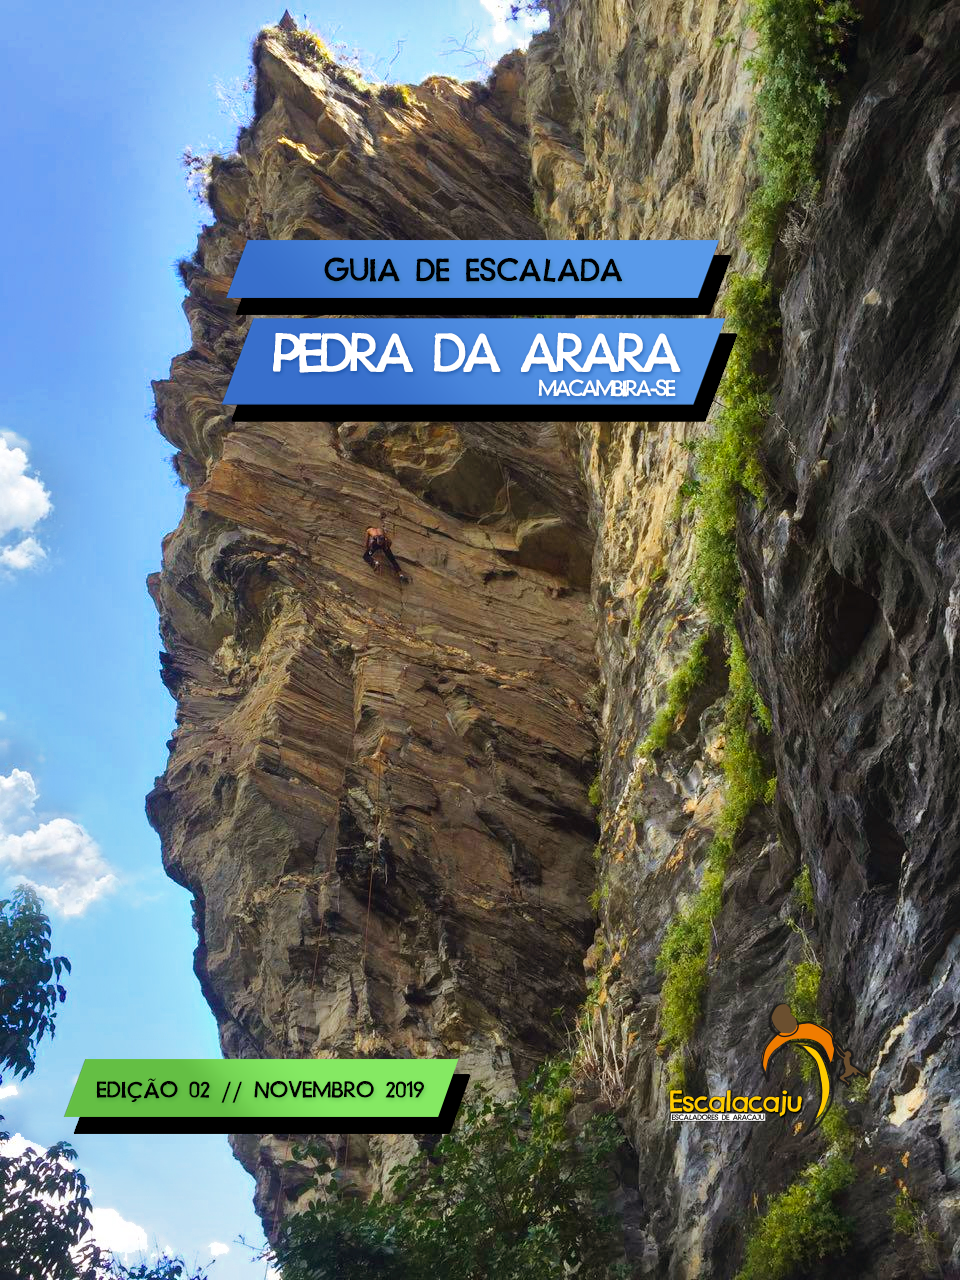 GUIA DE ESCALADA
PEDRA DA ARARA
MACAMBIRA-SE
EDIÇÃO 02 // NOVEMBRO 2019
Escalacaju
ESCALADORES DE ARACAJU